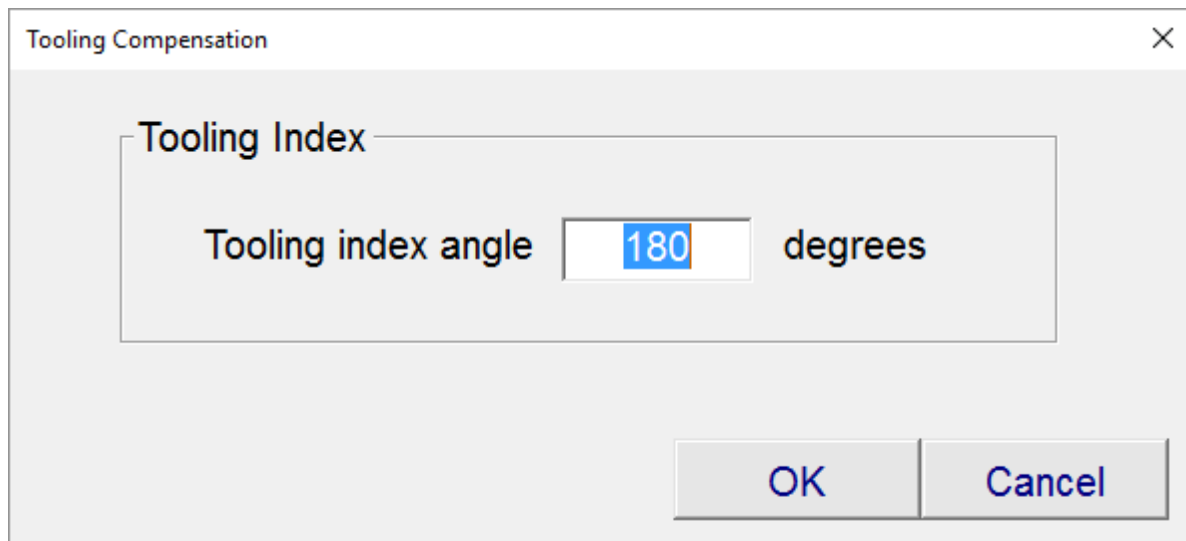 Tooling Compensation
Tooling Index
Tooling index angle 180 degrees
OK Cancel